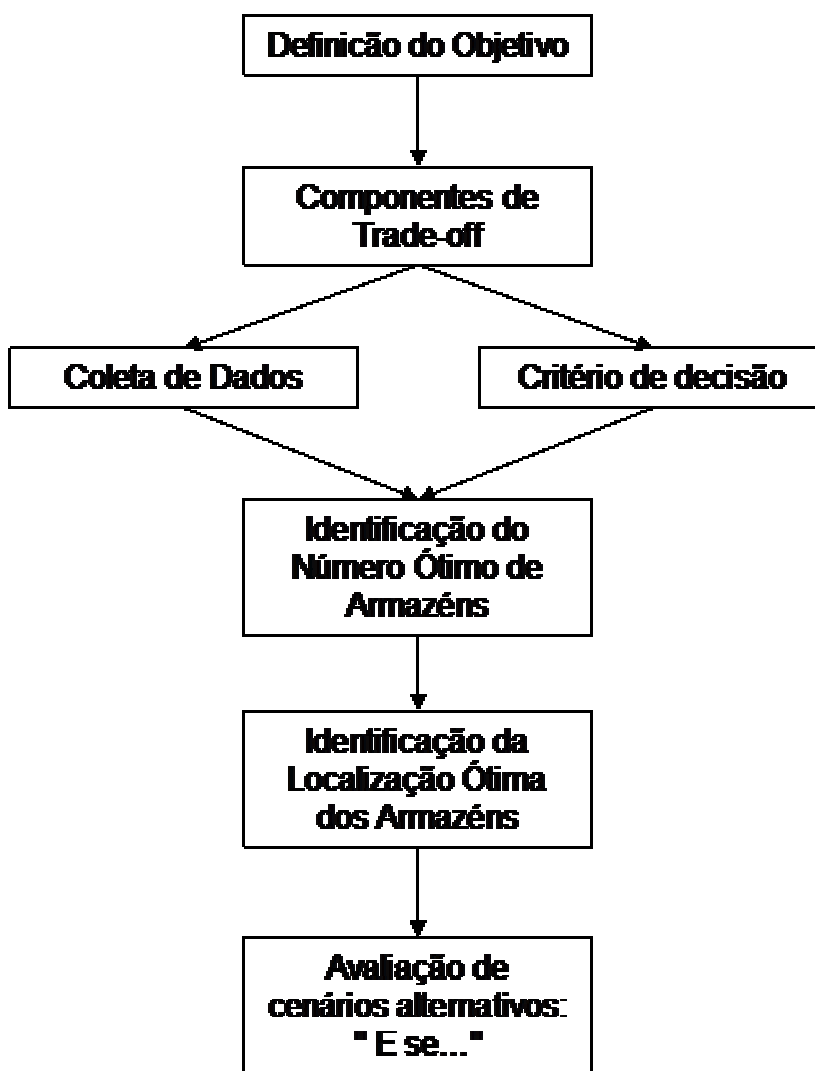 Definicão do Objetivo
Componentes de
Trade-off
Coleta de Dados
Critério de decisão
Identificação do
Número Ótimo de
Armazéns
Identificação da
Localização Ótima
dos Armazéns
Avaliação de
cenários alternativos:
" E se..."